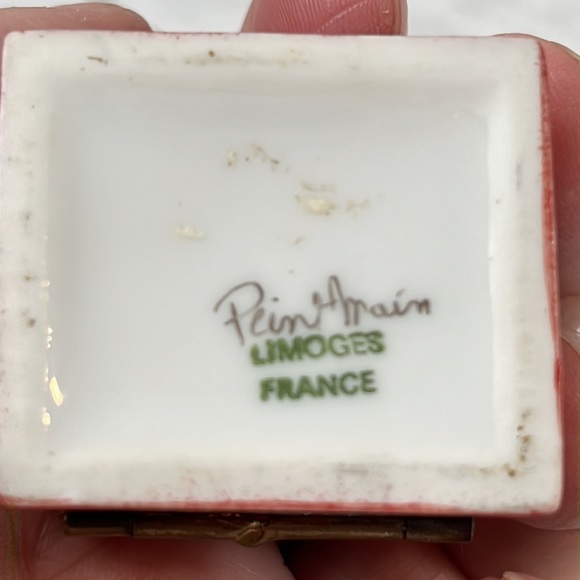 Peint Main
LIMOGES
FRANCE